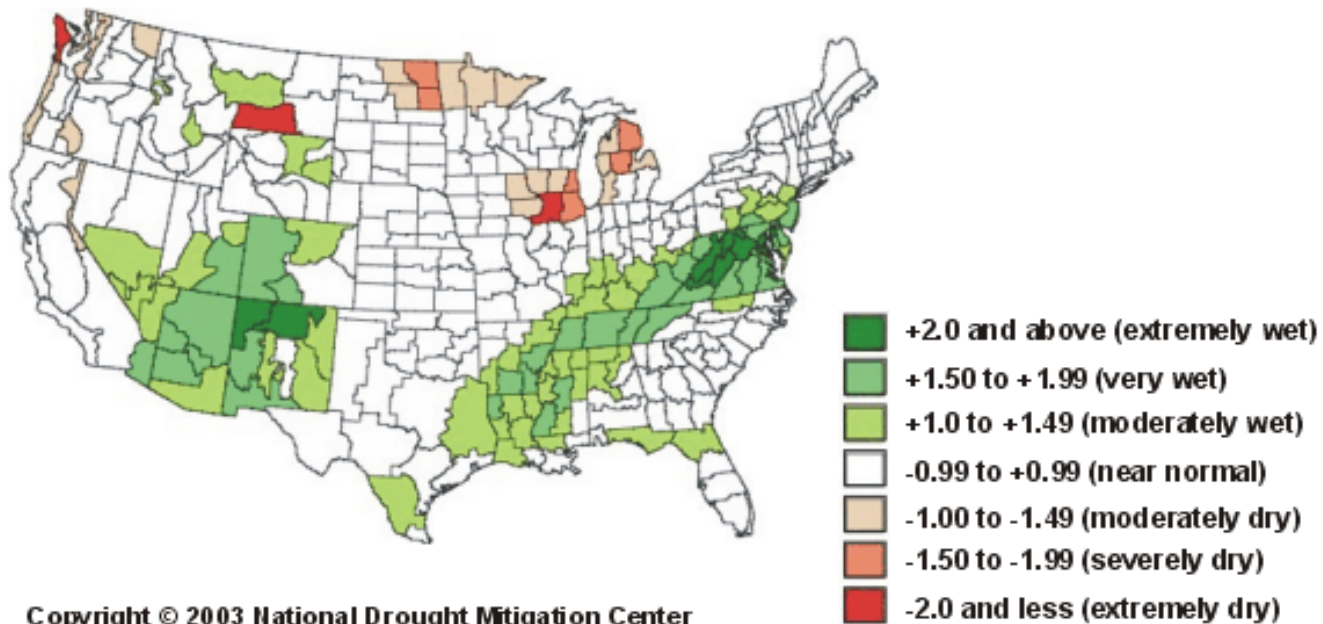 +2.0 and above (extremely wet)
+1.50 to +1.99 (very wet)
+1.0 to +1.49 (moderately wet)
-0.99 to +0.99 (near normal)
-1.00 to -1.49 (moderately dry)
-1.50 to -1.99 (severely dry)
-2.0 and less (extremely dry)
Copyright © 2003 National Drought Mitigation Center